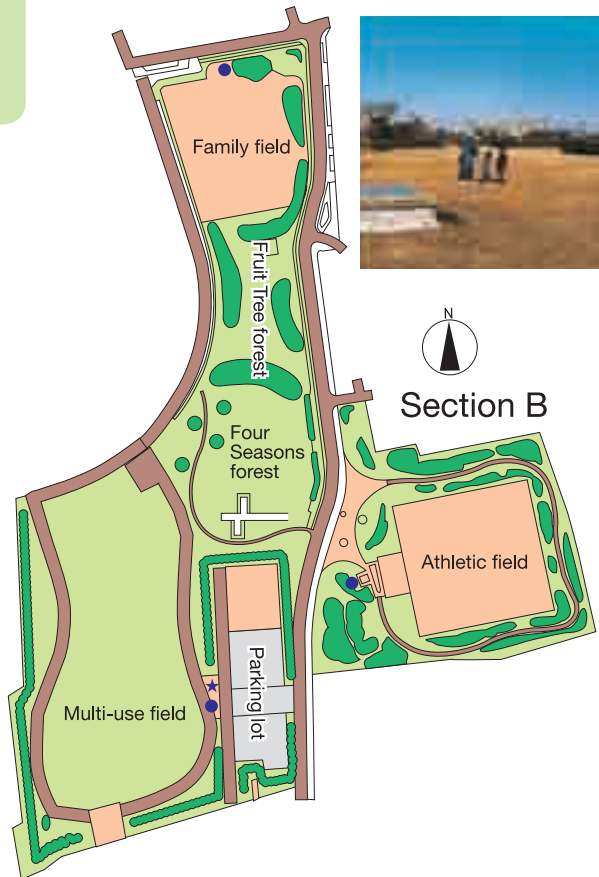 Family field
Fruit Tree forest
N
Section B
Four
Seasons
forest
Athletic field
Parking lot
Multi-use field